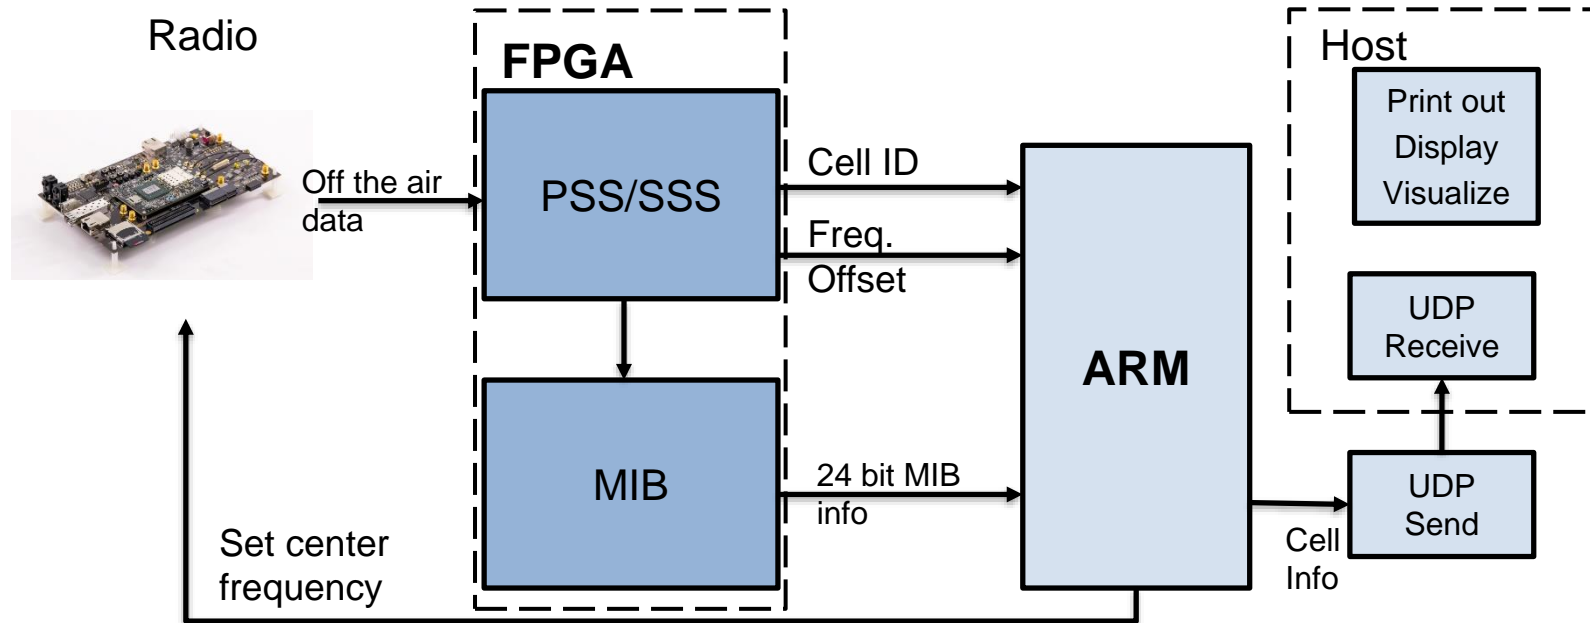 Radio
FPGA
Host
Print out
Display
Visualize
Off the air
data
PSS/SSS
Cell ID
Freq.
Offset
UDP
Receive
ARM
MIB
24 bit MIB
info
UDP
Send
Cell
Info
Set center
frequency